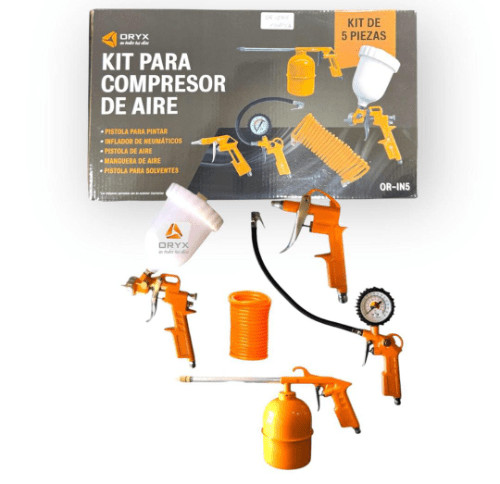 ORYX
KIT DE
5 PIEZAS
KIT PARA
COMPRESOR
DE AIRE
• PISTOLA PARA PINTAR
• INFLADOR DE NEUMÁTICOS
• PISTOLA DE AIRE
• MANGUERA DE AIRE
• PISTOLA PARA SOLVENTES
OR-IN5
ORYX